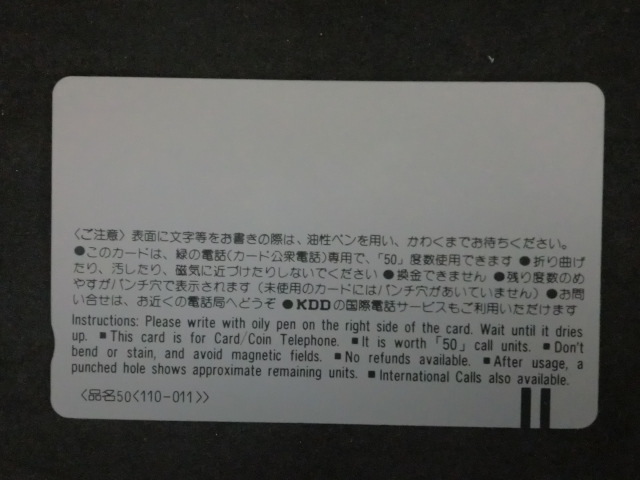 〈ご注意〉表面に文字等をお書きの際は、油性ペンを用い、かわくまでお待ちください。
●このカードは、緑の電話(カード公衆電話)専用で、「50」度数使用できます●折り曲げ
たり、汚したり、磁気に近づけたりしないでください●換金できません●残り度数のめ
やすがパンチ穴で表示されます(未使用のカードにはパンチ穴があいていません)●お問
い合せは、お近くの電話局へどうぞ●KDDの国際電話サービスもご利用いただけます
Instructions: Please write with oily pen on the right side of the card. Wait until it dries
up. ■ This card is for Card/Coin Telephone. ■ It is worth「50」call units. ■ Don't
bend or stain, and avoid magnetic fields. ■ No refunds available. ■ After usage, a
punched hole shows approximate remaining units. ■ International Calls also available.
〈品名50〈110-011〉〉